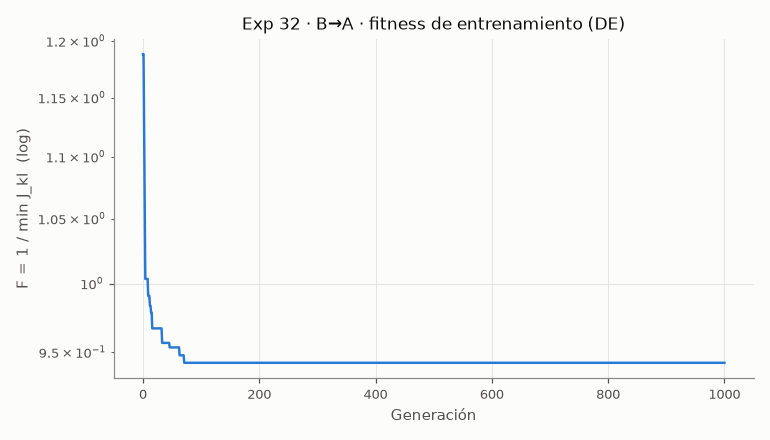 Exp 32 · B→A · fitness de entrenamiento (DE)
1.2 × 10⁰
1.15 × 10⁰
1.1 × 10⁰
1.05 × 10⁰
10⁰
9.5 × 10⁻¹
F = 1 / min J_kl (log)
0 200 400 600 800 1000
Generación